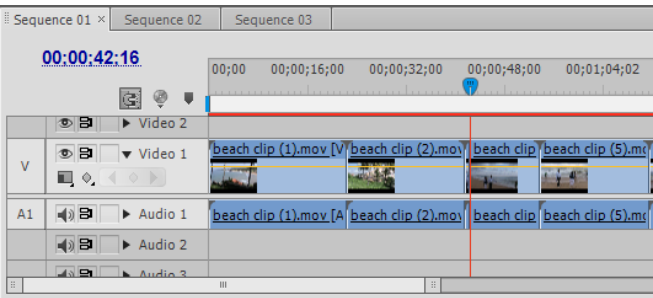 Sequence 01 × Sequence 02 Sequence 03
00;00;42;16
00;00 00;00;16;00 00;00;32;00 00;00;48;00 00;01;04;02
Video 2
beach clip (1).mov [V beach clip (2).mov beach clip beach clip (5).mo
V Video 1
A1 Audio 1 beach clip (1).mov [A beach clip (2).mov beach clip beach clip (5).mo
Audio 2
Audio 3